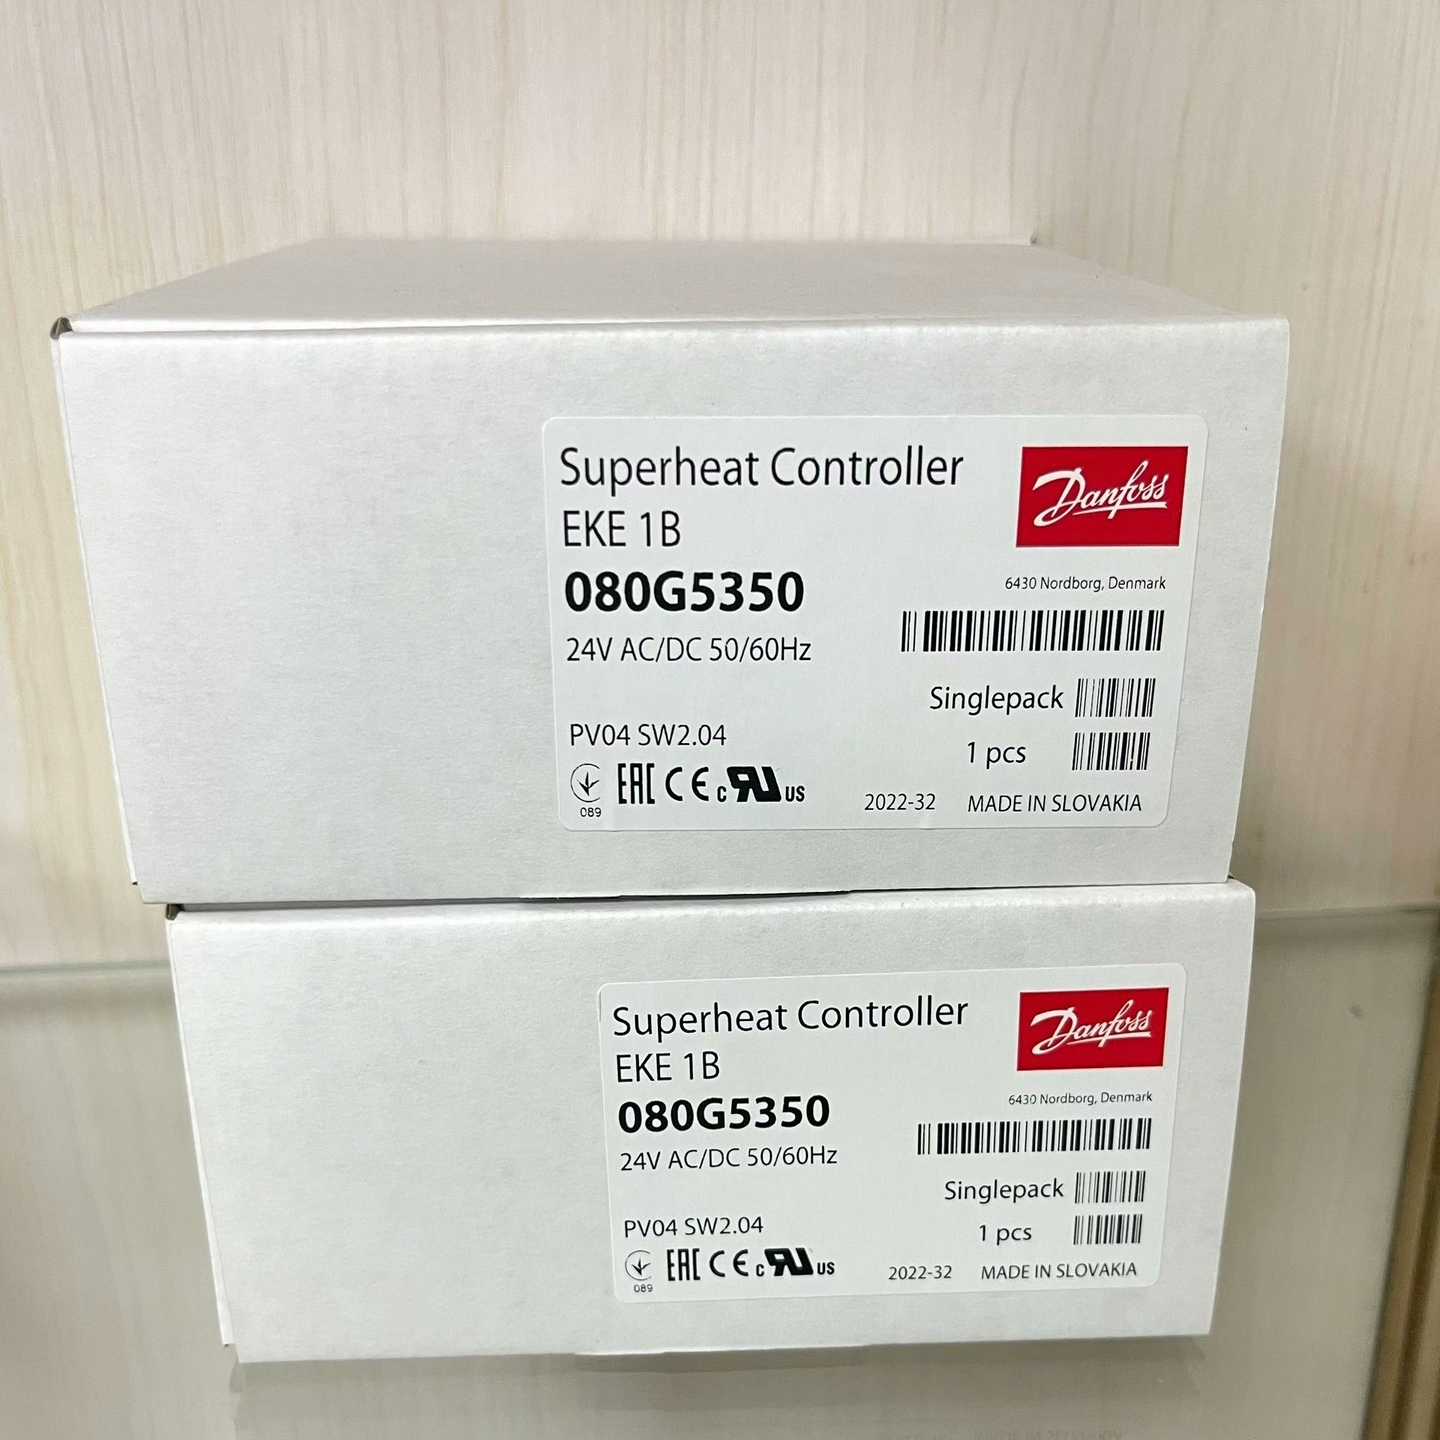 Superheat Controller
EKE 1B
080G5350
24V AC/DC 50/60Hz
PV04 SW2.04
089
EAC CE c RU US
Danfoss
6430 Nordborg, Denmark
Singlepack
1 pcs
2022-32 MADE IN SLOVAKIA
Superheat Controller
EKE 1B
080G5350
24V AC/DC 50/60Hz
PV04 SW2.04
089
EAC CE c RU US
Danfoss
6430 Nordborg, Denmark
Singlepack
1 pcs
2022-32 MADE IN SLOVAKIA